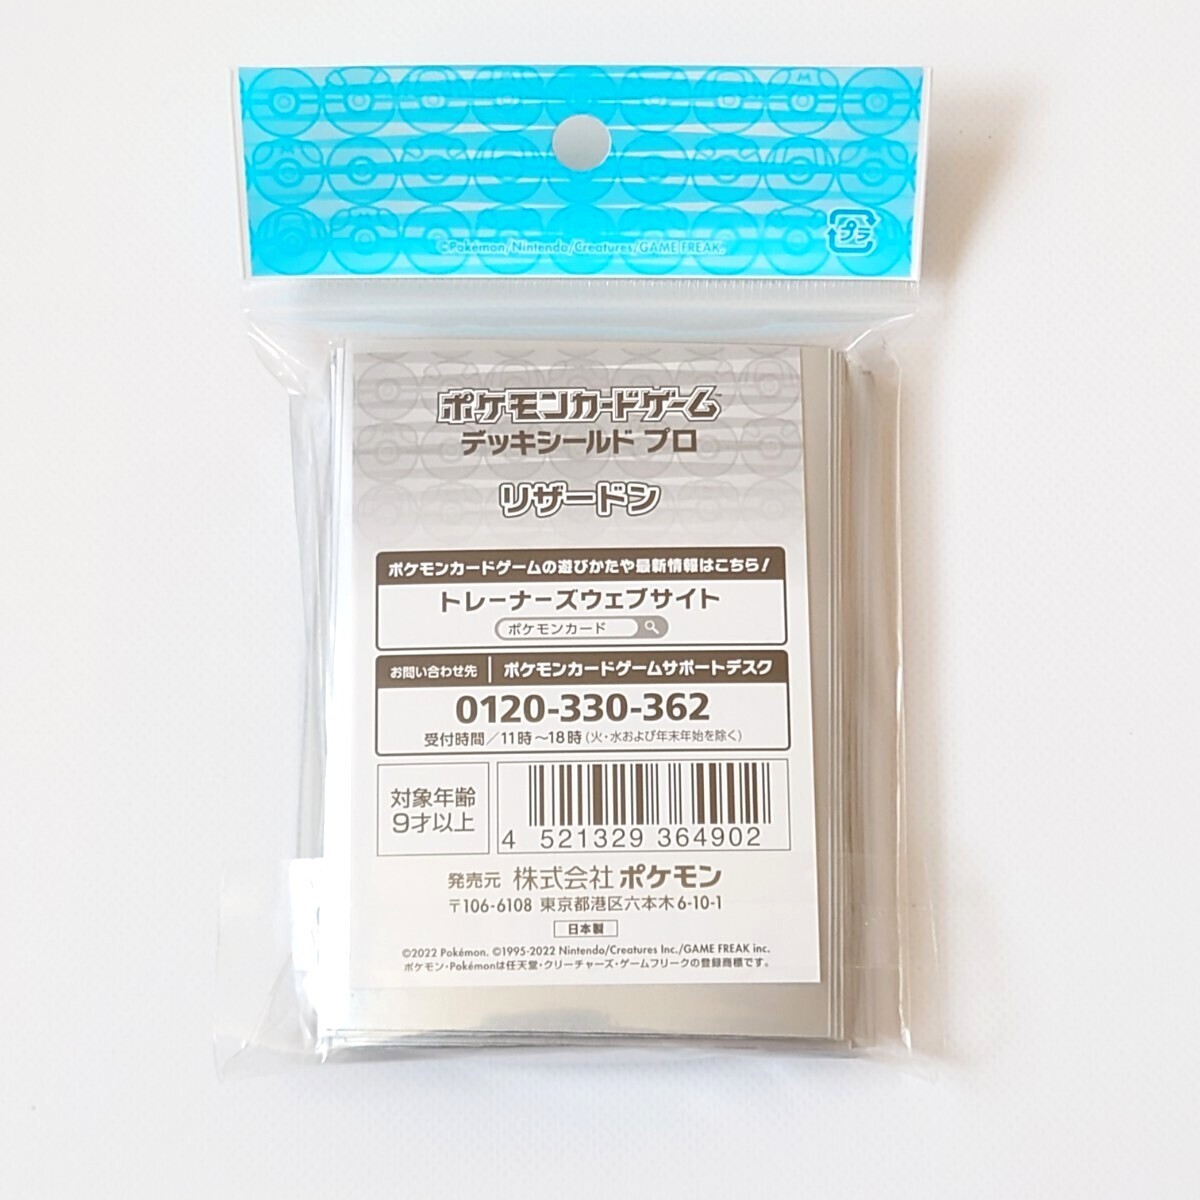 ©Pokémon/Nintendo/Creatures/GAME FREAK.
プラ
ポケモンカードゲーム
デッキシールド プロ
リザードン
ポケモンカードゲームの遊びかたや最新情報はこちら!
トレーナーズウェブサイト
ポケモンカード
お問い合わせ先 ポケモンカードゲームサポートデスク
0120-330-362
受付時間/11時〜18時(火・水および年末年始を除く)
対象年齢
9才以上
4 521329 364902
発売元 株式会社 ポケモン
〒106-6108 東京都港区六本木6-10-1
日本製
©2022 Pokémon. ©1995-2022 Nintendo/Creatures Inc./GAME FREAK inc.
ポケモン・Pokémonは任天堂・クリーチャーズ・ゲームフリークの登録商標です。